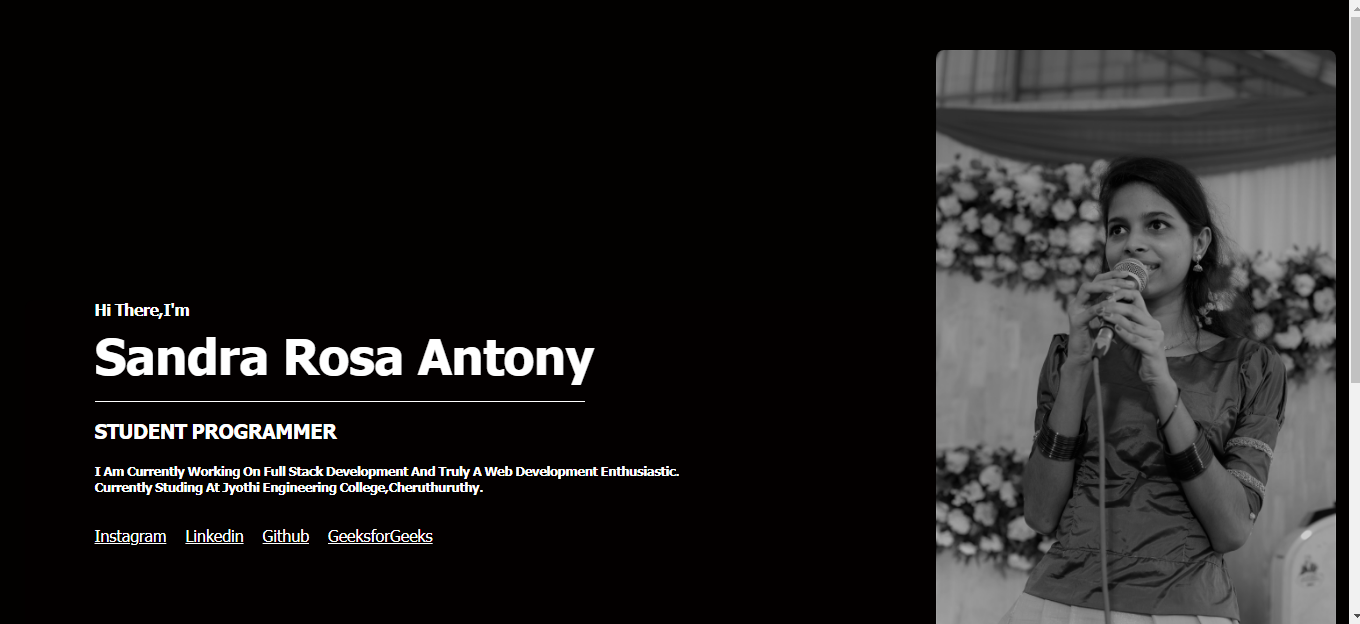 Hi There,I'm
Sandra Rosa Antony
STUDENT PROGRAMMER
I Am Currently Working On Full Stack Development And Truly A Web Development Enthusiastic.
Currently Studing At Jyothi Engineering College,Cheruthuruthy.
Instagram Linkedin Github GeeksforGeeks